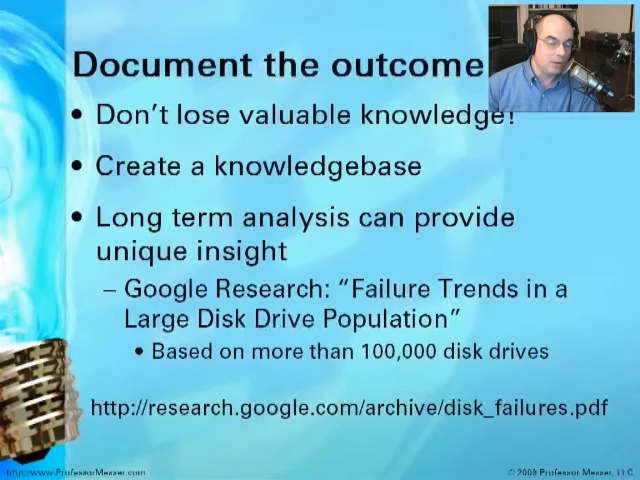 Document the outcome
• Don't lose valuable knowledge!
• Create a knowledgebase
• Long term analysis can provide
unique insight
– Google Research: “Failure Trends in a
Large Disk Drive Population”
• Based on more than 100,000 disk drives
http://research.google.com/archive/disk_failures.pdf
http://www.ProfessorMesser.com
© 2008 Professor Messer, LLC